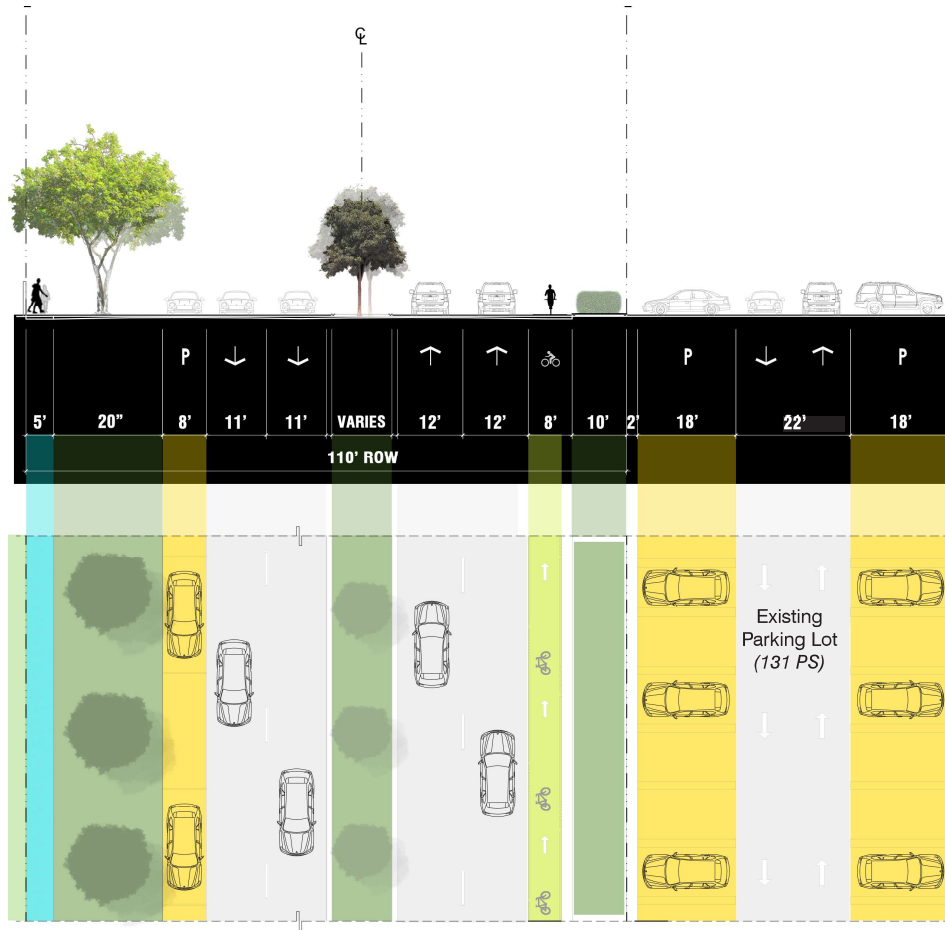 ℄
P
P
P
5’
20”
8’
11’
11’
VARIES
12’
12’
8’
10’
2’
18’
22’
18’
110’ ROW
Existing
Parking Lot
(131 PS)